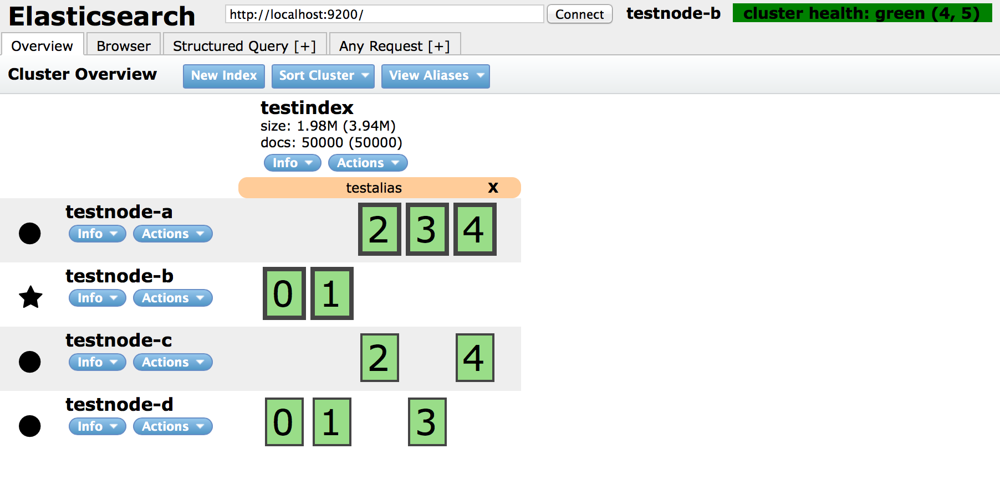 Elasticsearch http://localhost:9200/ Connect testnode-b cluster health: green (4, 5)
Overview Browser Structured Query [+] Any Request [+]
Cluster Overview New Index Sort Cluster View Aliases
testindex
size: 1.98M (3.94M)
docs: 50000 (50000)
Info Actions
testalias X
testnode-a
Info Actions 2 3 4
testnode-b
Info Actions 0 1
testnode-c
Info Actions 2 4
testnode-d
Info Actions 0 1 3